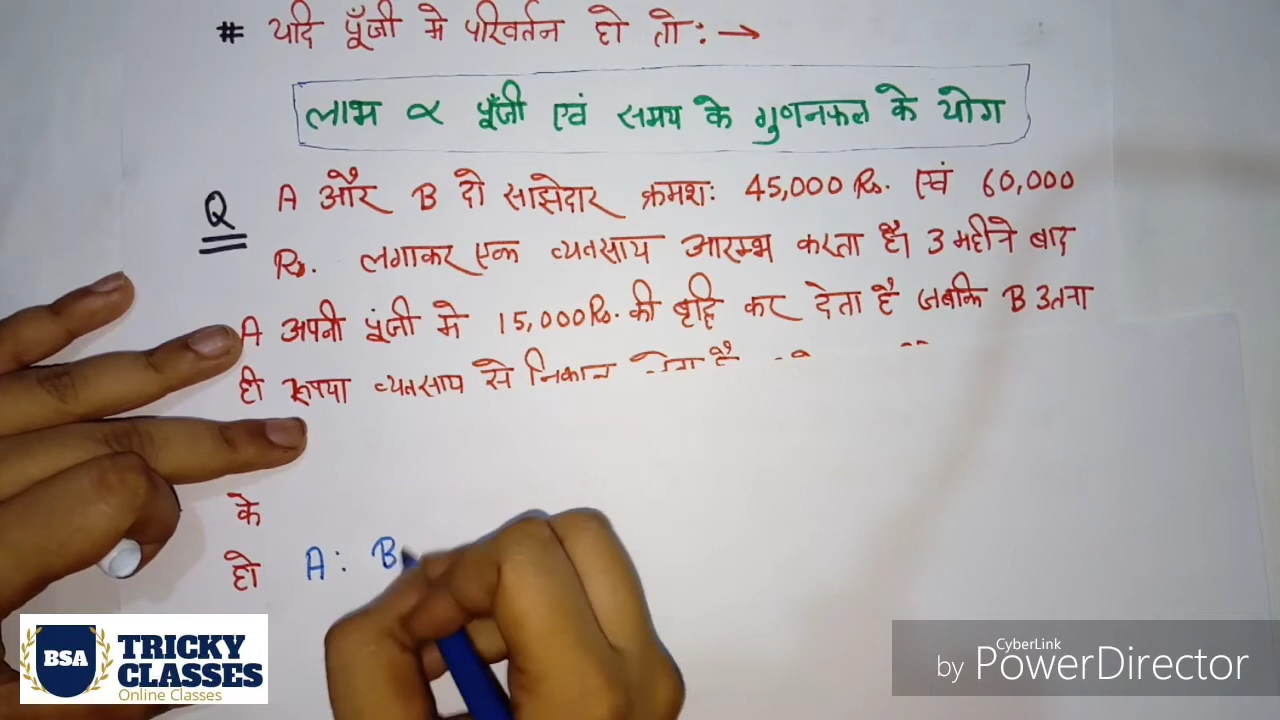 # यदि पूँजी मे परिवर्तन हो तो:→
लाभ ∝ पूँजी एवं समय के गुणनफल के योग
Q A और B दो साझेदार क्रमशः 45,000 Rs. एवं 60,000
Rs. लगाकर एक व्यवसाय आरम्भ करता है। 3 महीने बाद
A अपनी पूंजी मे 15,000Rs. की वृद्धि कर देता है जबकि B उतना
ही रूपया व्यवसाय से निकाल
के
हो A: B
BSA TRICKY CLASSES
Online Classes
CyberLink
by PowerDirector